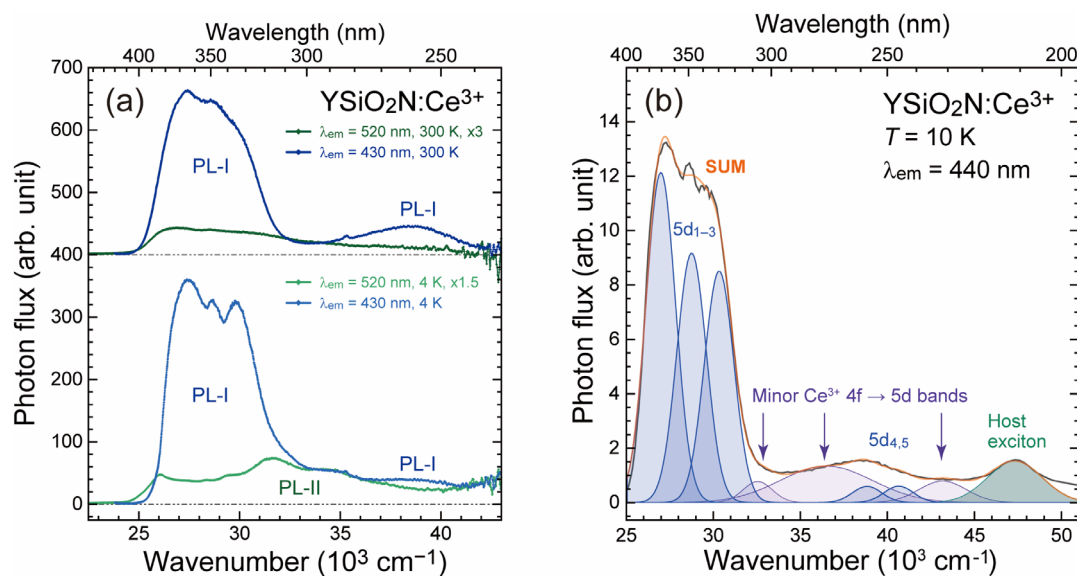 Wavelength (nm)
400 350 300 250
700
600
500
400
300
200
100
0
Photon flux (arb. unit)
(a)
YSiO₂N:Ce³⁺
λem = 520 nm, 300 K, x3
λem = 430 nm, 300 K
PL-I
PL-I
λem = 520 nm, 4 K, x1.5
λem = 430 nm, 4 K
PL-I
PL-I
PL-II
25 30 35 40
Wavenumber (10³ cm⁻¹)
Wavelength (nm)
400 350 300 250 200
14
12
10
8
6
4
2
0
Photon flux (arb. unit)
(b)
YSiO₂N:Ce³⁺
T = 10 K
λem = 440 nm
SUM
5d₁₋₃
Minor Ce³⁺ 4f → 5d bands
5d₄,₅
Host
exciton
25 30 35 40 45 50
Wavenumber (10³ cm⁻¹)